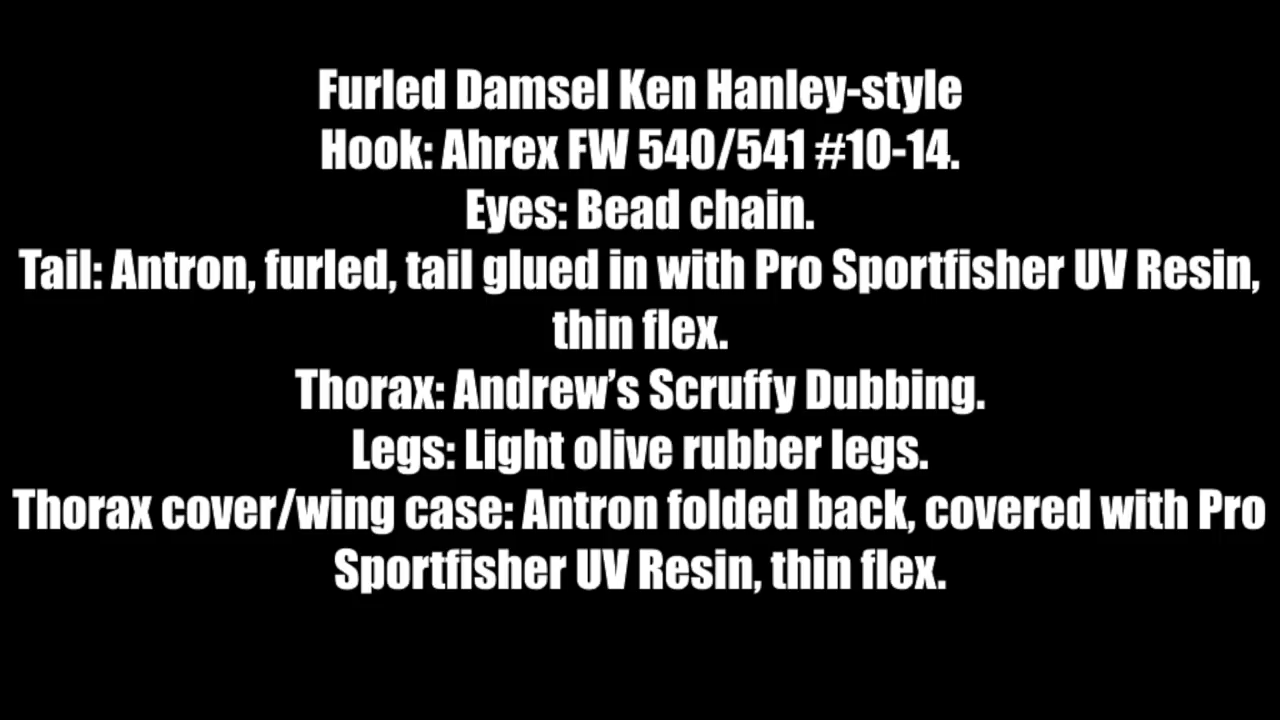 Furled Damsel Ken Hanley-style
Hook: Ahrex FW 540/541 #10-14.
Eyes: Bead chain.
Tail: Antron, furled, tail glued in with Pro Sportfisher UV Resin,
thin flex.
Thorax: Andrew’s Scruffy Dubbing.
Legs: Light olive rubber legs.
Thorax cover/wing case: Antron folded back, covered with Pro
Sportfisher UV Resin, thin flex.